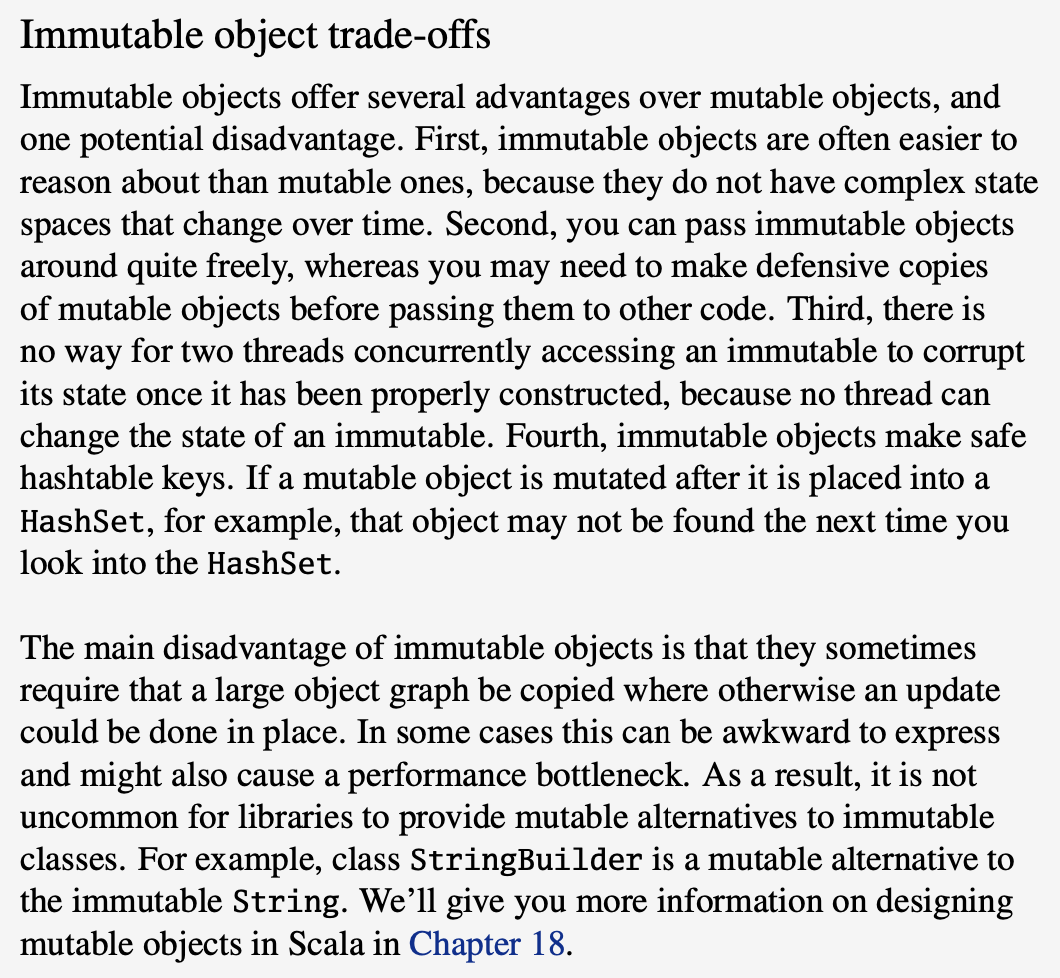 Immutable object trade-offs
Immutable objects offer several advantages over mutable objects, and
one potential disadvantage. First, immutable objects are often easier to
reason about than mutable ones, because they do not have complex state
spaces that change over time. Second, you can pass immutable objects
around quite freely, whereas you may need to make defensive copies
of mutable objects before passing them to other code. Third, there is
no way for two threads concurrently accessing an immutable to corrupt
its state once it has been properly constructed, because no thread can
change the state of an immutable. Fourth, immutable objects make safe
hashtable keys. If a mutable object is mutated after it is placed into a
HashSet, for example, that object may not be found the next time you
look into the HashSet.
The main disadvantage of immutable objects is that they sometimes
require that a large object graph be copied where otherwise an update
could be done in place. In some cases this can be awkward to express
and might also cause a performance bottleneck. As a result, it is not
uncommon for libraries to provide mutable alternatives to immutable
classes. For example, class StringBuilder is a mutable alternative to
the immutable String. We’ll give you more information on designing
mutable objects in Scala in Chapter 18.